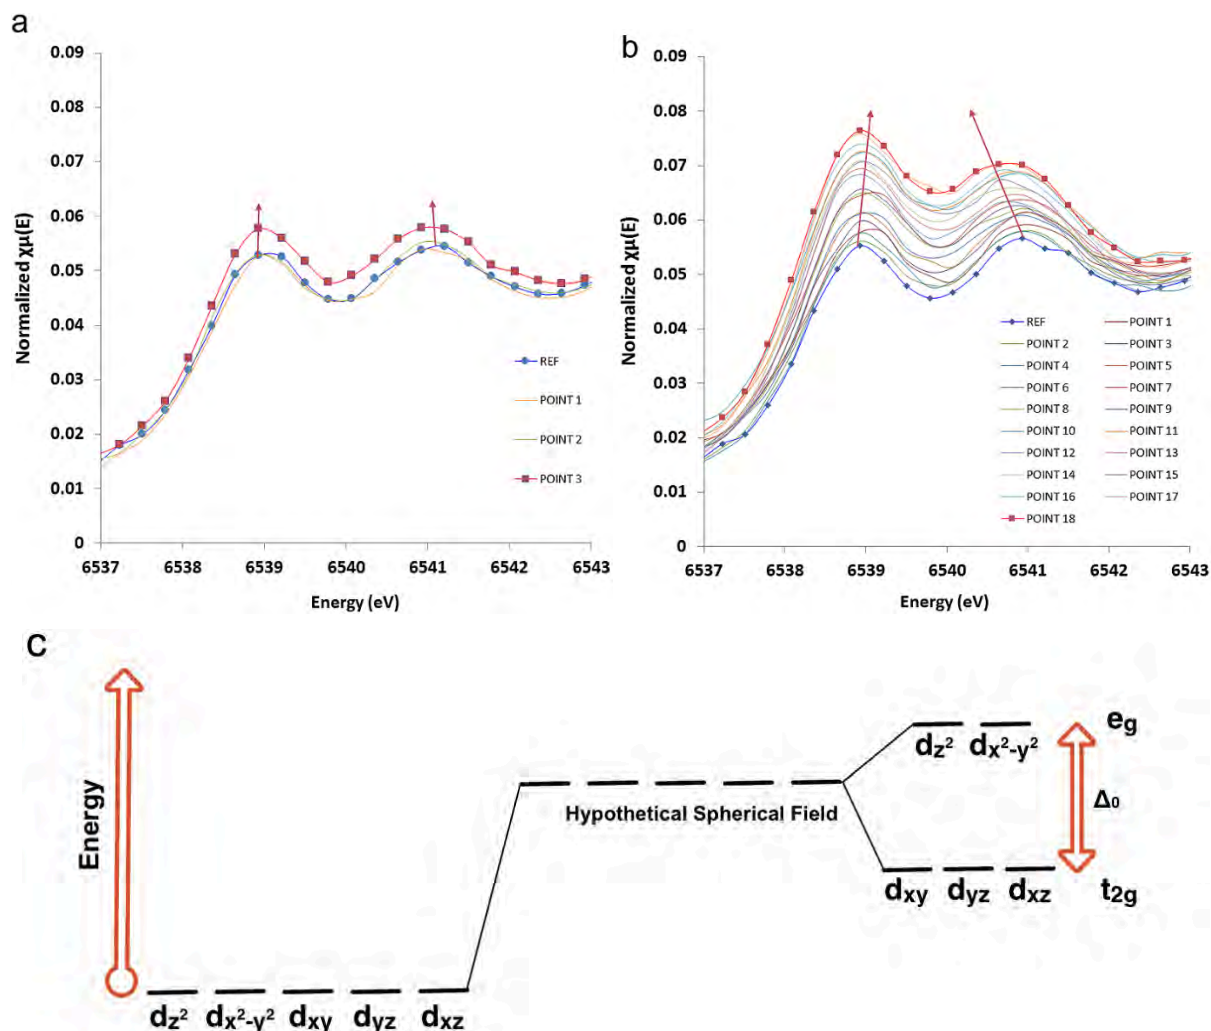 a
0.09
0.08
0.07
0.06
0.05
0.04
0.03
0.02
0.01
0
Normalized χμ(E)
6537 6538 6539 6540 6541 6542 6543
Energy (eV)
REF
POINT 1
POINT 2
POINT 3
b
0.09
0.08
0.07
0.06
0.05
0.04
0.03
0.02
0.01
0
Normalized χμ(E)
6537 6538 6539 6540 6541 6542 6543
Energy (eV)
REF POINT 1
POINT 2 POINT 3
POINT 4 POINT 5
POINT 6 POINT 7
POINT 8 POINT 9
POINT 10 POINT 11
POINT 12 POINT 13
POINT 14 POINT 15
POINT 16 POINT 17
POINT 18
c
Energy
dz² dx²-y² dxy dyz dxz
Hypothetical Spherical Field
dz² dx²-y² eg
Δ0
dxy dyz dxz t2g